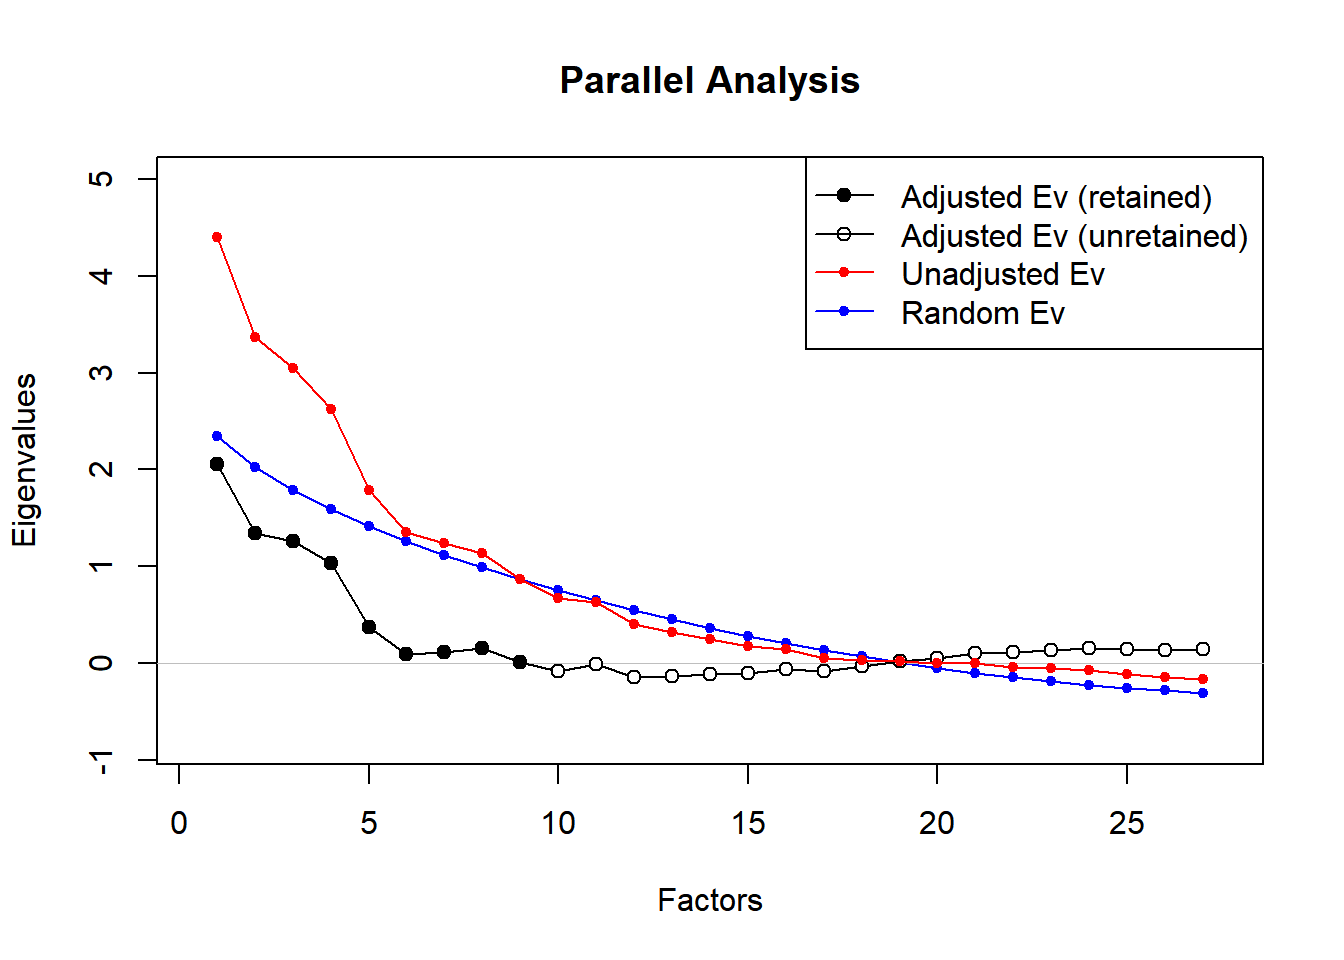 Parallel Analysis
Adjusted Ev (retained)
Adjusted Ev (unretained)
Unadjusted Ev
Random Ev
Eigenvalues
5
4
3
2
1
0
-1
0 5 10 15 20 25
Factors